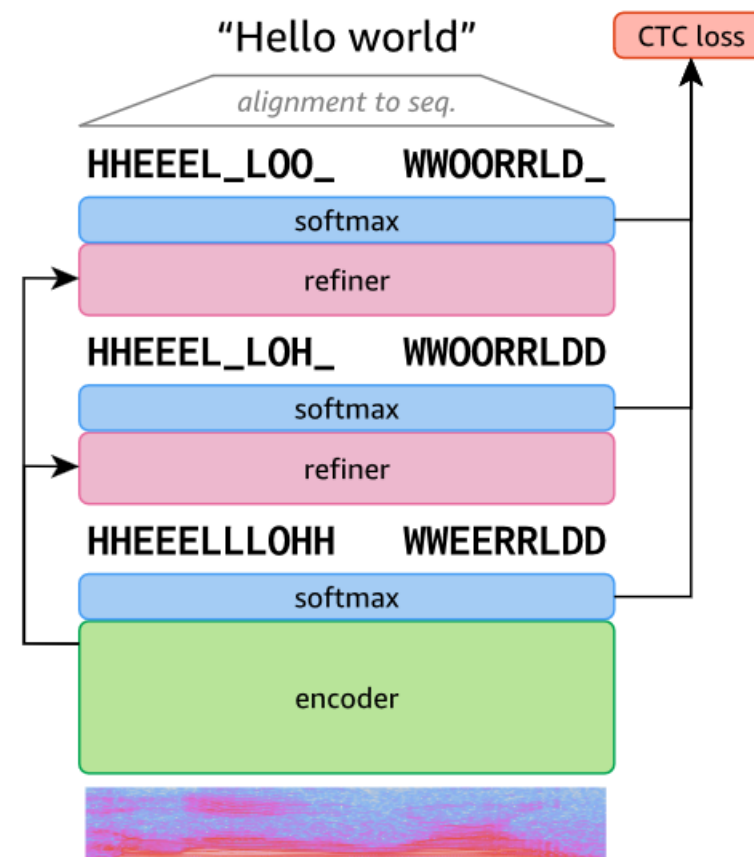 “Hello world”
CTC loss
alignment to seq.
HHEEEL_LOO_ WWOORRLD_
softmax
refiner
HHEEEL_LOH_ WWOORRLDD
softmax
refiner
HHEEELLLOHH WWEERRLDD
softmax
encoder